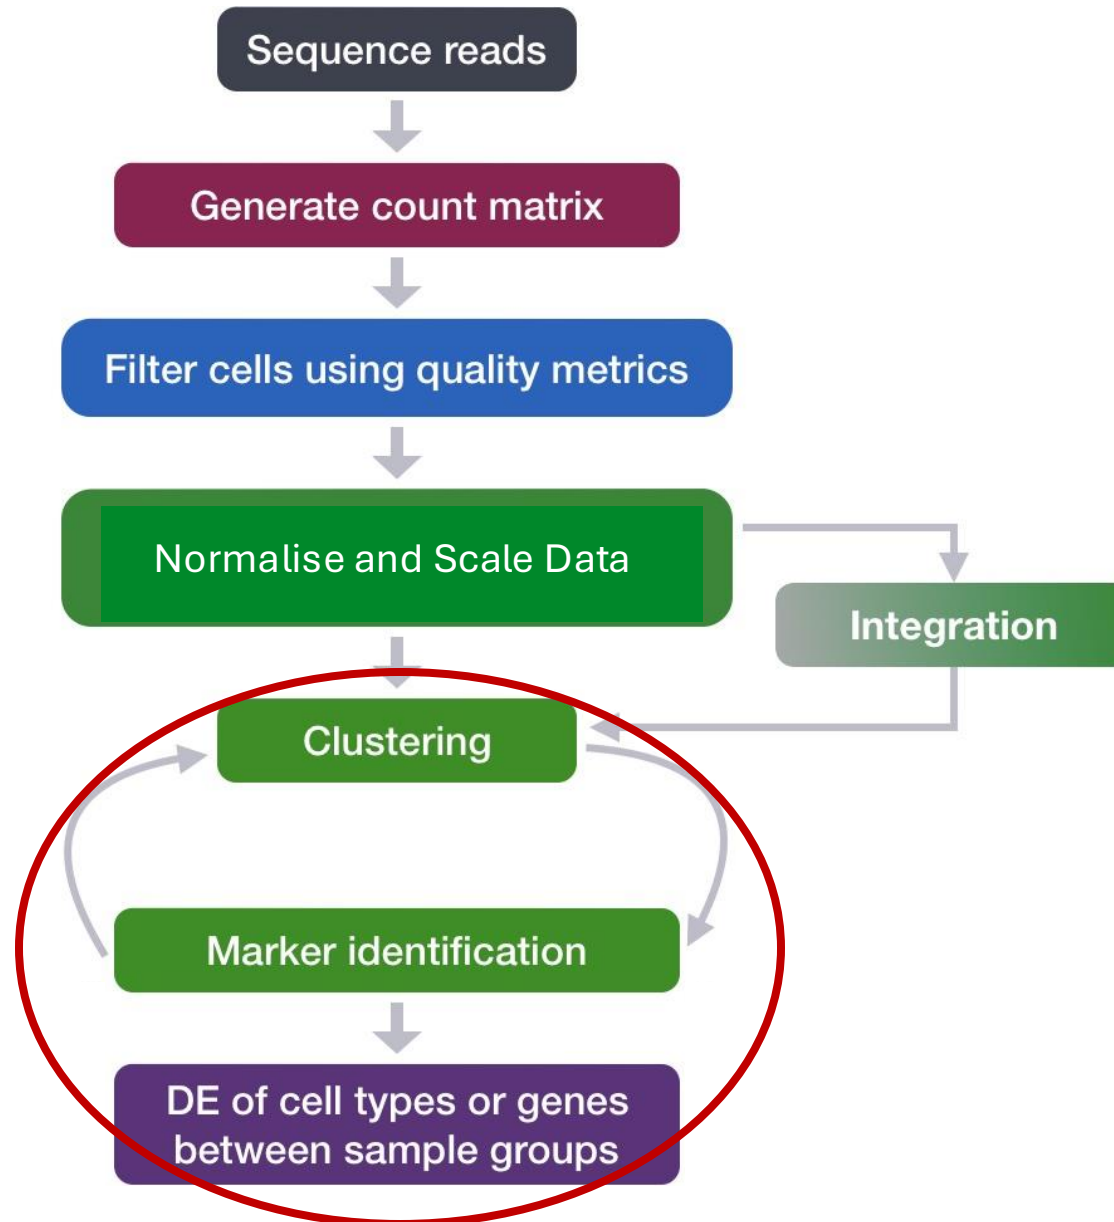 Sequence reads
Generate count matrix
Filter cells using quality metrics
Normalise and Scale Data
Integration
Clustering
Marker identification
DE of cell types or genes
between sample groups